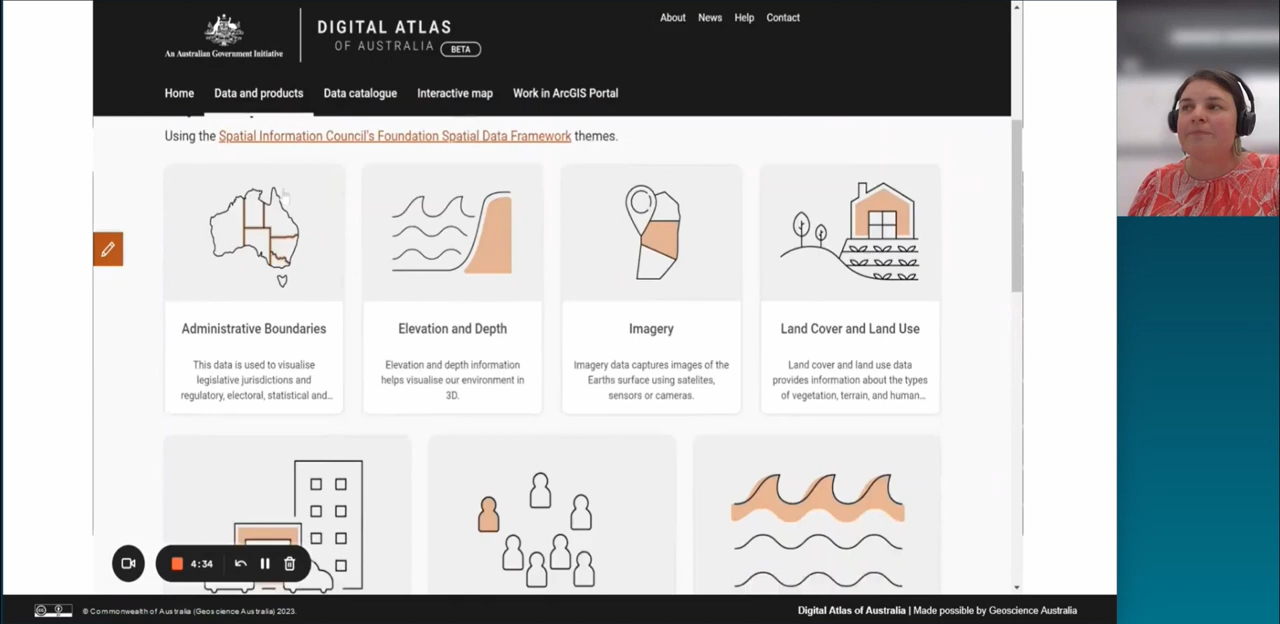 DIGITAL ATLAS
OF AUSTRALIA BETA
An Australian Government Initiative
About News Help Contact
Home Data and products Data catalogue Interactive map Work in ArcGIS Portal
Using the Spatial Information Council's Foundation Spatial Data Framework themes.
Administrative Boundaries
This data is used to visualise
legislative jurisdictions and
regulatory, electoral, statistical and...
Elevation and Depth
Elevation and depth information
helps visualise our environment in
3D.
Imagery
Imagery data captures images of the
Earths surface using satelites,
sensors or cameras.
Land Cover and Land Use
Land cover and land use data
provides information about the types
of vegetation, terrain, and human...
4:34
© Commonwealth of Australia (Geoscience Australia) 2023.
Digital Atlas of Australia | Made possible by Geoscience Australia